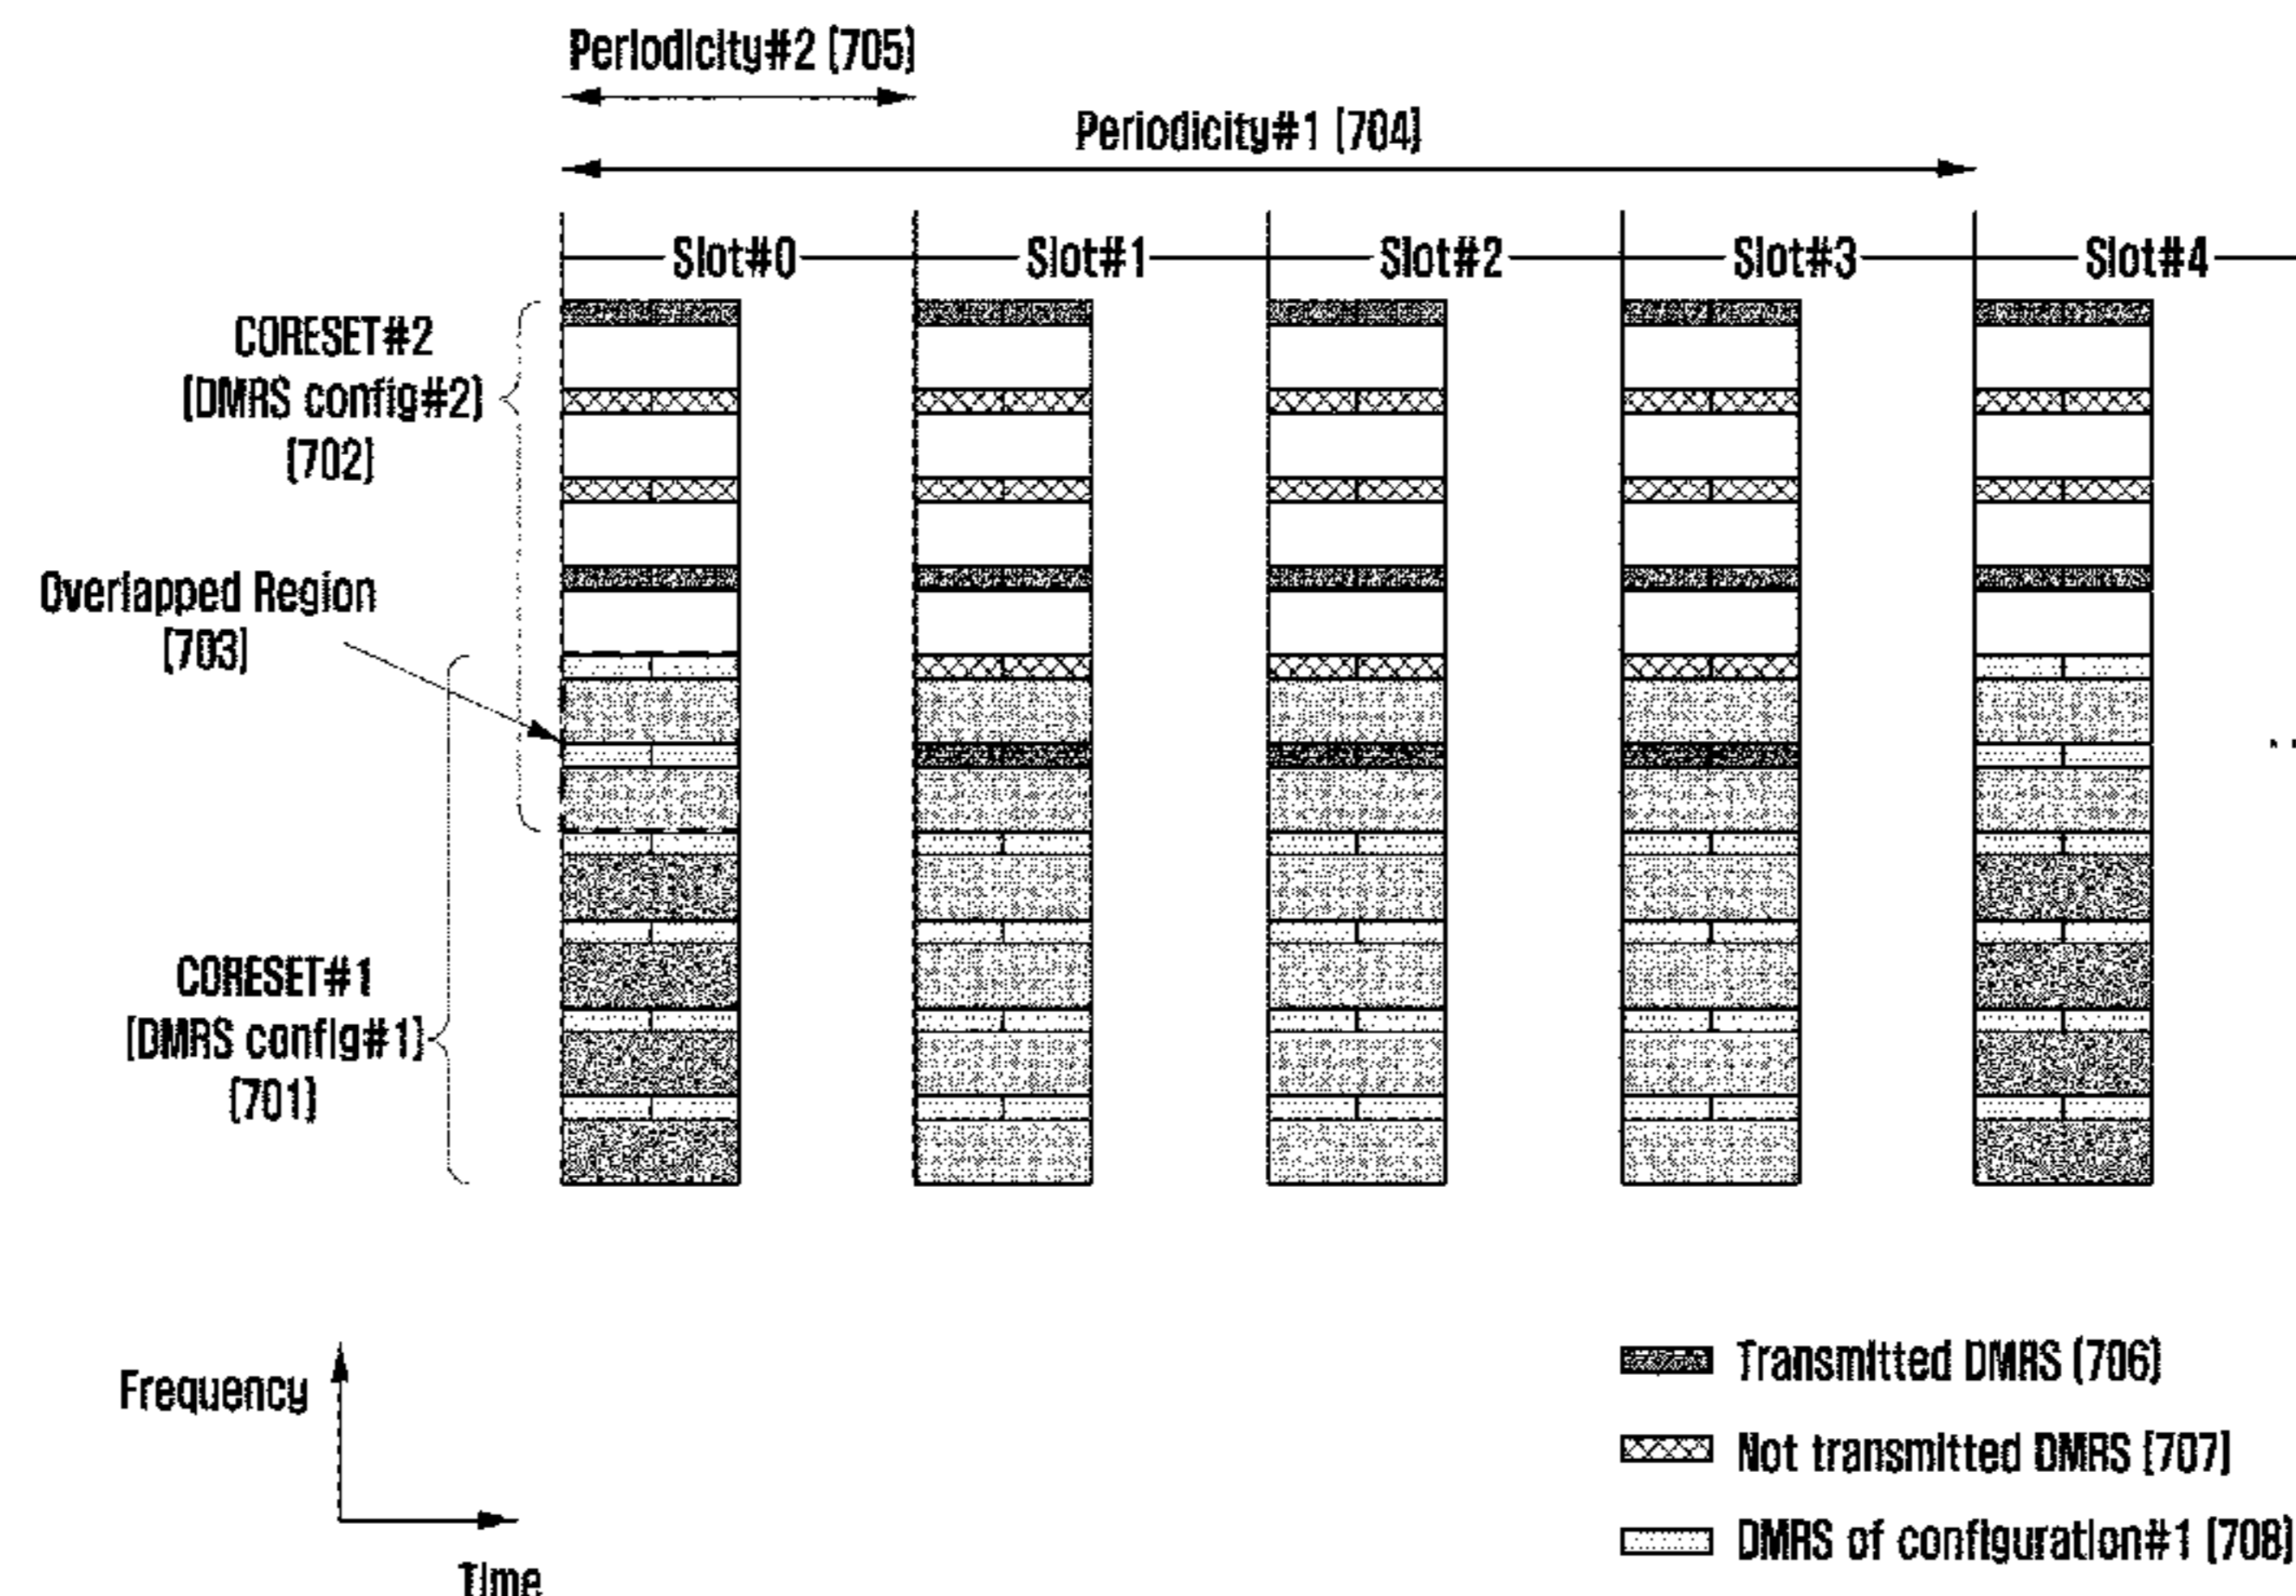 Periodicity#2 (705)
Periodicity#1 (704)
Slot#0 Slot#1 Slot#2 Slot#3 Slot#4
CORESET#2
(DMRS config#2)
(702)
Overlapped Region
(703)
...
CORESET#1
(DMRS config#1)
(701)
Frequency
Time
Transmitted DMRS (706)
Not transmitted DMRS (707)
DMRS of configuration#1 (708)